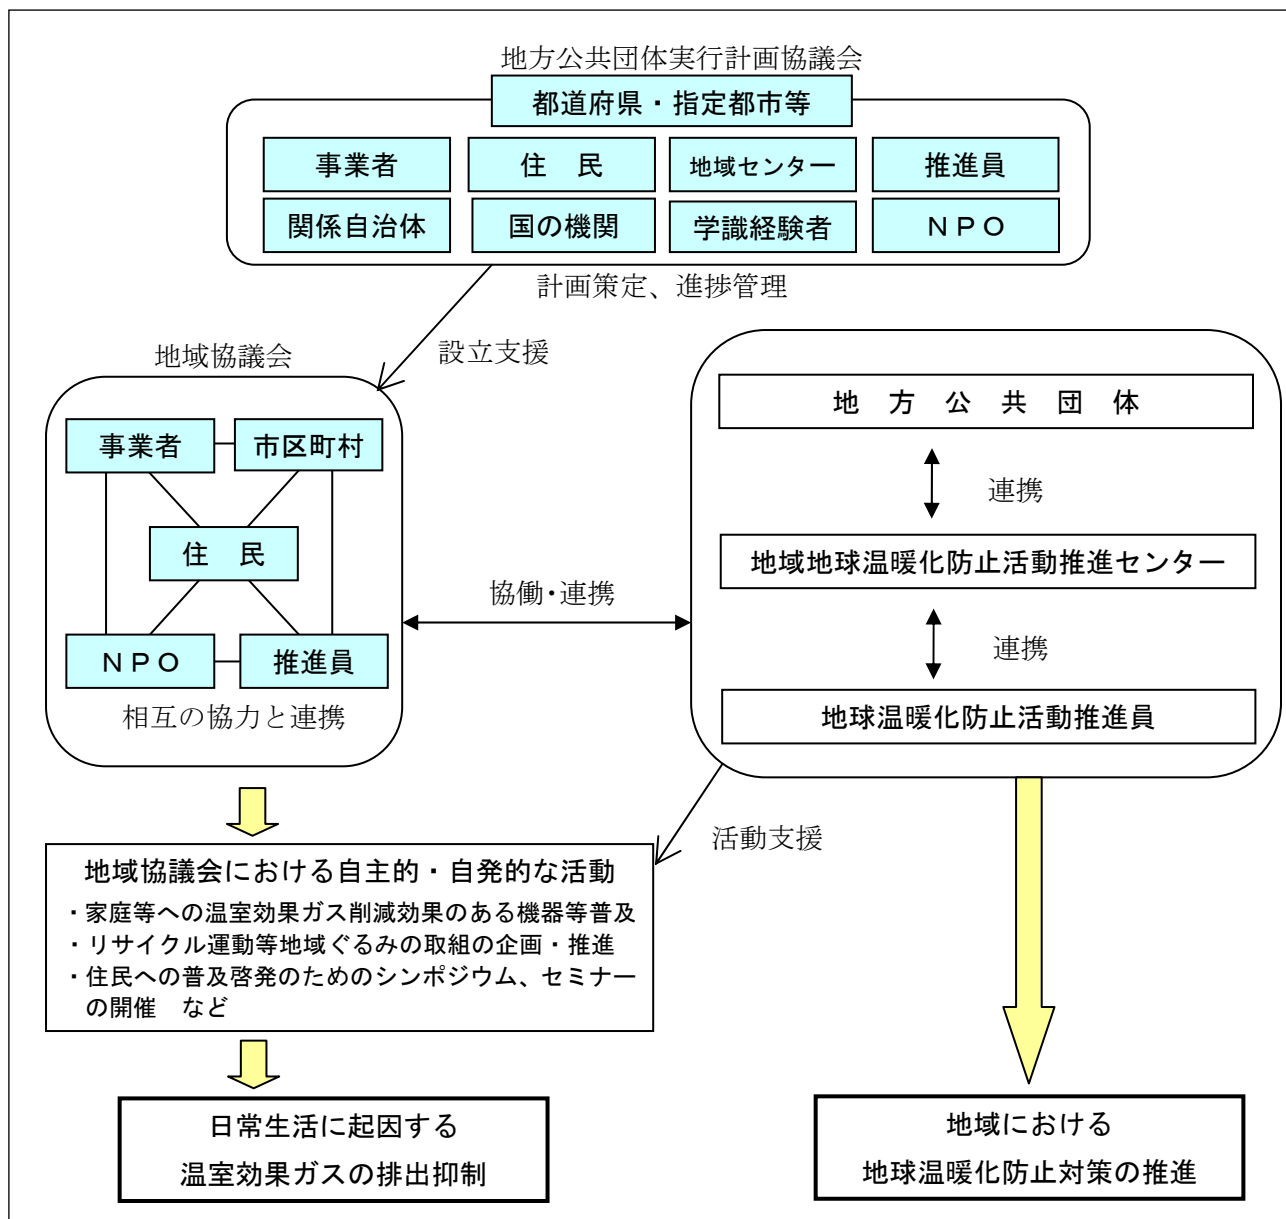 地方公共団体実行計画協議会
都道府県・指定都市等
事業者
住　民
地域センター
推進員
関係自治体
国の機関
学識経験者
ＮＰＯ
計画策定、進捗管理
設立支援
地域協議会
事業者
市区町村
住　民
ＮＰＯ
推進員
相互の協力と連携
協働・連携
地　方　公　共　団　体
連携
地域地球温暖化防止活動推進センター
連携
地球温暖化防止活動推進員
活動支援
地域協議会における自主的・自発的な活動
・家庭等への温室効果ガス削減効果のある機器等普及
・リサイクル運動等地域ぐるみの取組の企画・推進
・住民への普及啓発のためのシンポジウム、セミナー
の開催　など
日常生活に起因する
温室効果ガスの排出抑制
地域における
地球温暖化防止対策の推進